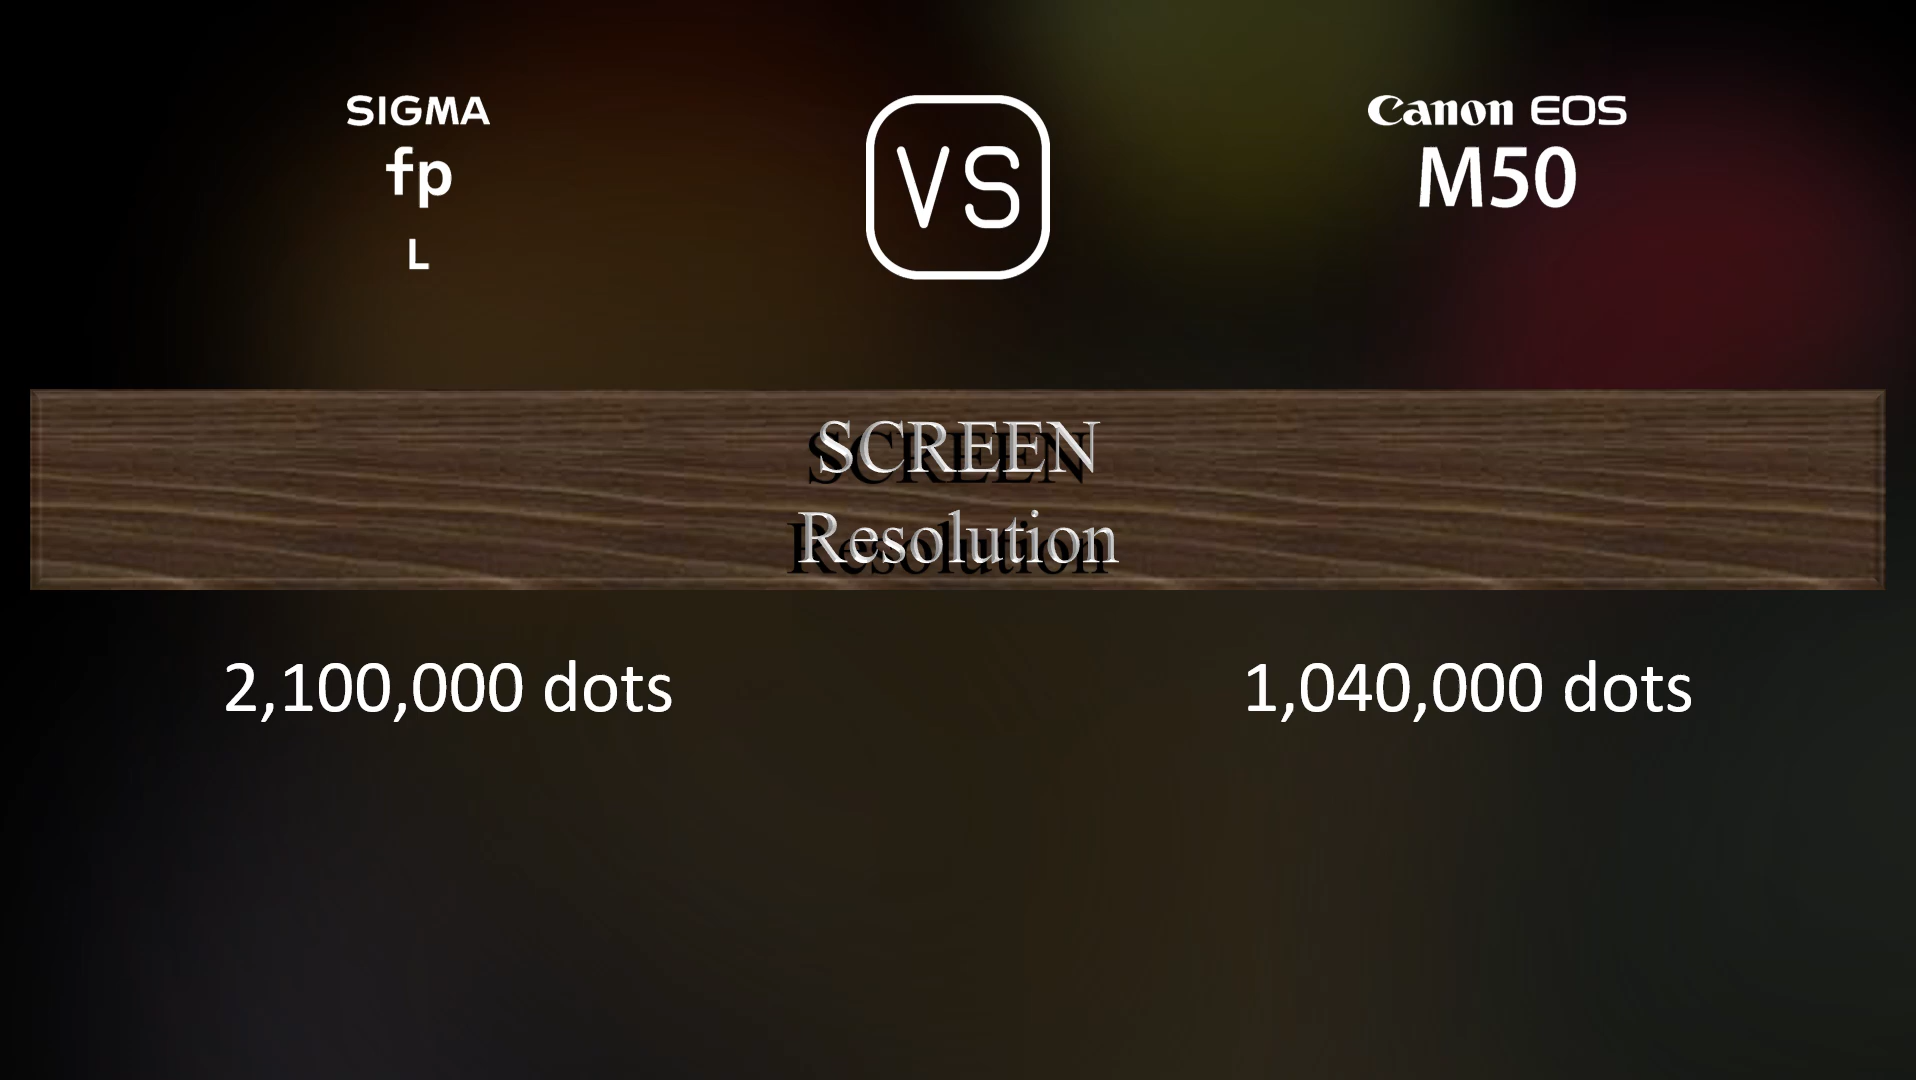 SIGMA
fp
L
VS
Canon EOS
M50
SCREEN
Resolution
2,100,000 dots
1,040,000 dots